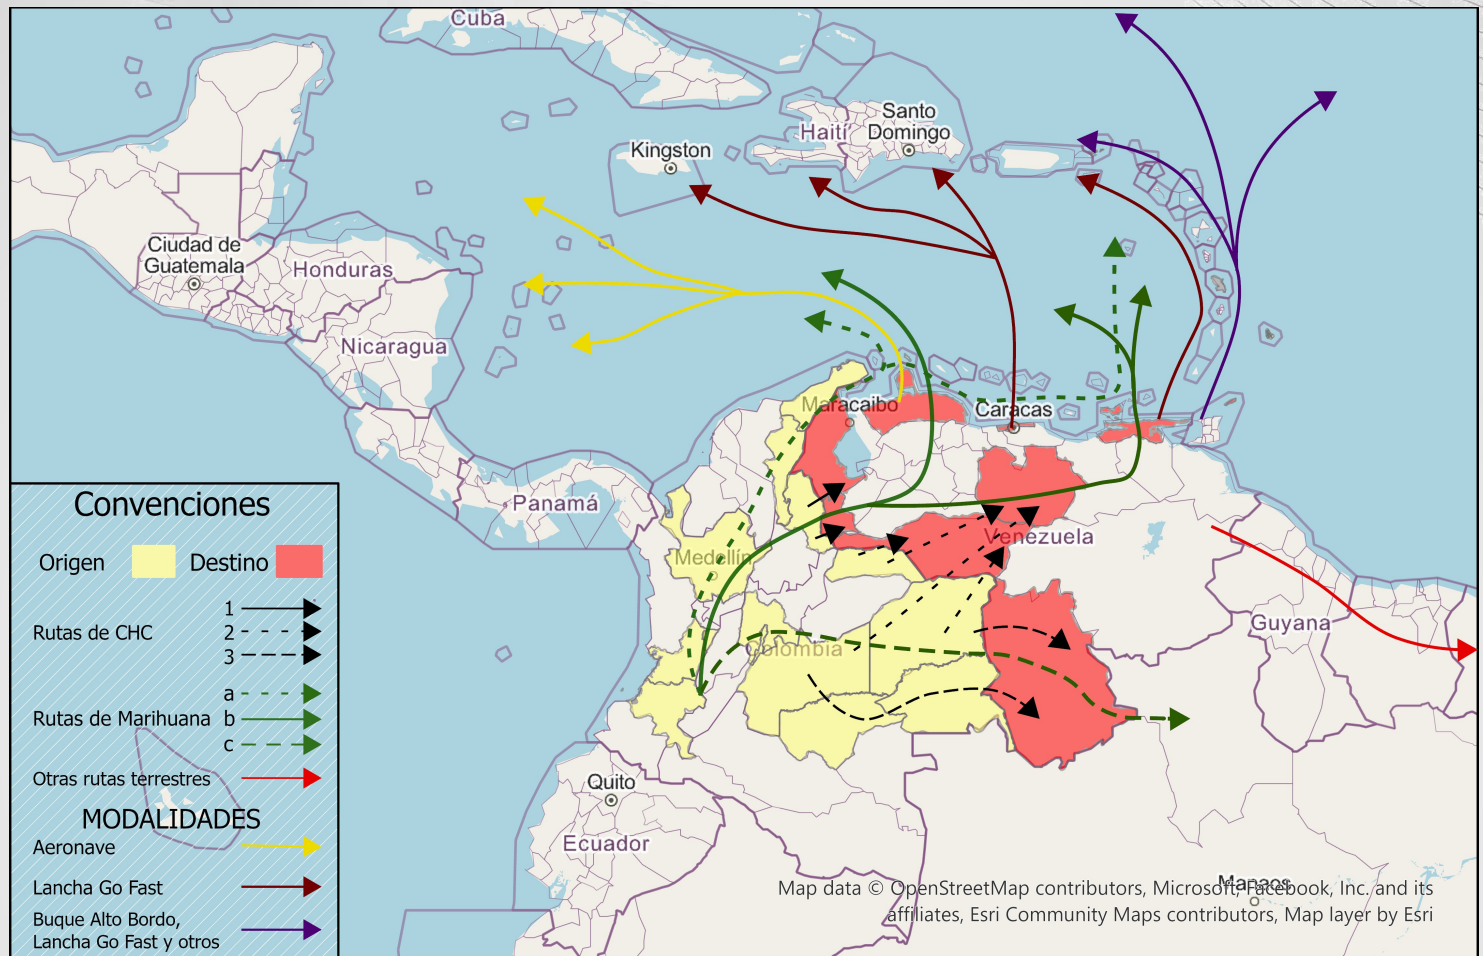 Cuba
Haití
Santo
Domingo
Kingston
Ciudad de
Guatemala
Honduras
Nicaragua
Maracaibo
Caracas
Panamá
Medellín
Venezuela
Guyana
Colombia
Quito
Ecuador
Manaos
Convenciones
Origen
Destino
Rutas de CHC
1
2
3
Rutas de Marihuana
a
b
c
Otras rutas terrestres
MODALIDADES
Aeronave
Lancha Go Fast
Buque Alto Bordo,
Lancha Go Fast y otros
Map data © OpenStreetMap contributors, Microsoft, Facebook, Inc. and its
affiliates, Esri Community Maps contributors, Map layer by Esri